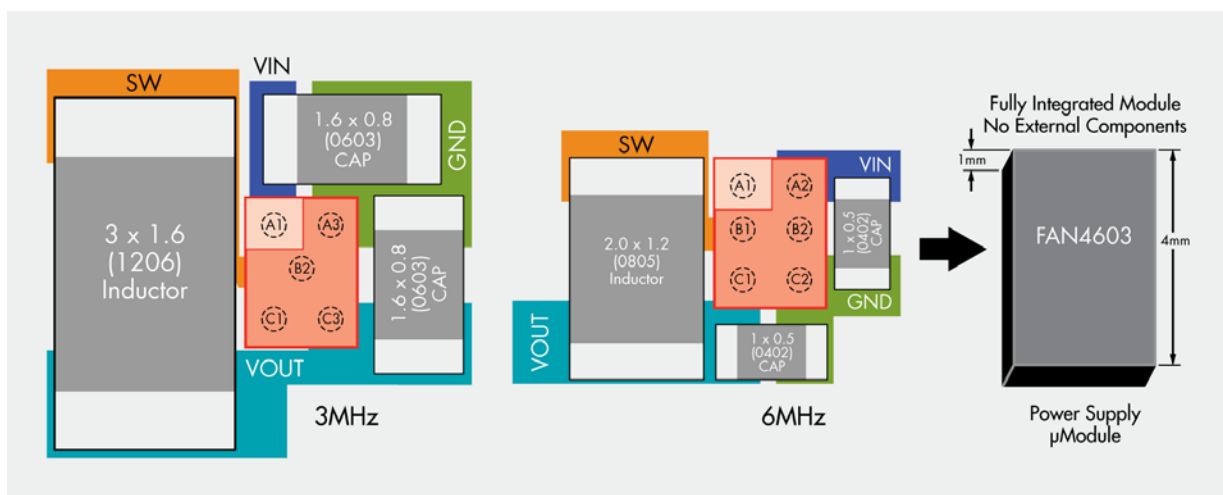 SW
VIN
1.6 x 0.8
(0603)
CAP
GND
3 x 1.6
(1206)
Inductor
A1
A3
B2
C1
C3
1.6 x 0.8
(0603)
CAP
VOUT
3MHz
SW
VIN
A1
A2
B1
B2
C1
C2
2.0 x 1.2
(0805)
Inductor
1 x 0.5
(0402)
CAP
GND
VOUT
1 x 0.5
(0402)
CAP
6MHz
Fully Integrated Module
No External Components
1mm
FAN4603
4mm
Power Supply
µModule